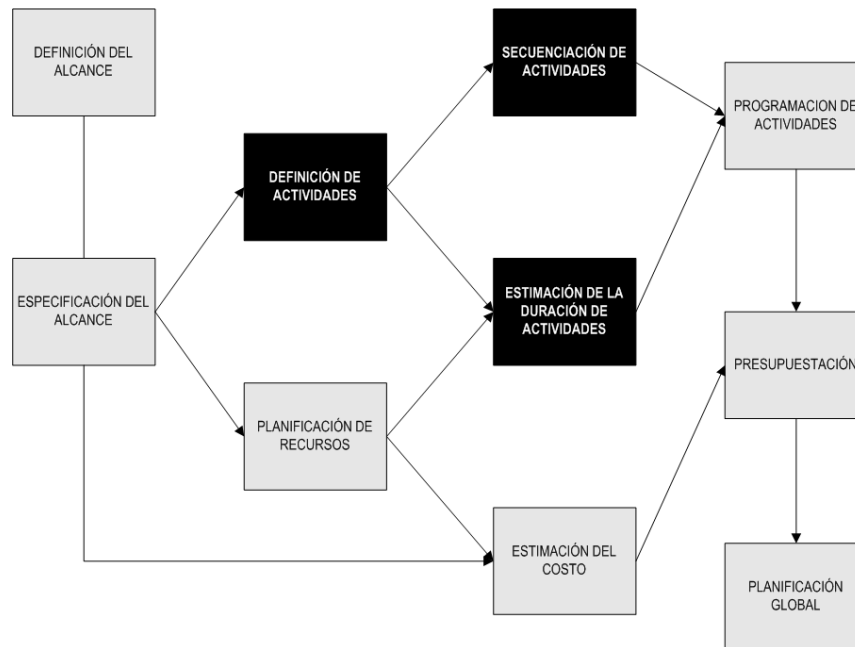 DEFINICIÓN DEL
ALCANCE
SECUENCIACIÓN DE
ACTIVIDADES
PROGRAMACION DE
ACTIVIDADES
DEFINICIÓN DE
ACTIVIDADES
ESPECIFICACIÓN DEL
ALCANCE
ESTIMACIÓN DE LA
DURACIÓN DE
ACTIVIDADES
PRESUPUESTACIÓN
PLANIFICACIÓN DE
RECURSOS
ESTIMACIÓN DEL
COSTO
PLANIFICACIÓN
GLOBAL